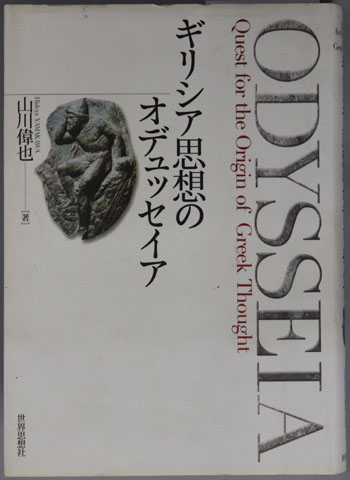 ODYSSEIA
Quest for the Origin of Greek Thought
ギリシア思想の
オデュッセイア
Hideya YAMAKAWA
山川偉也
[著]
世界思想社